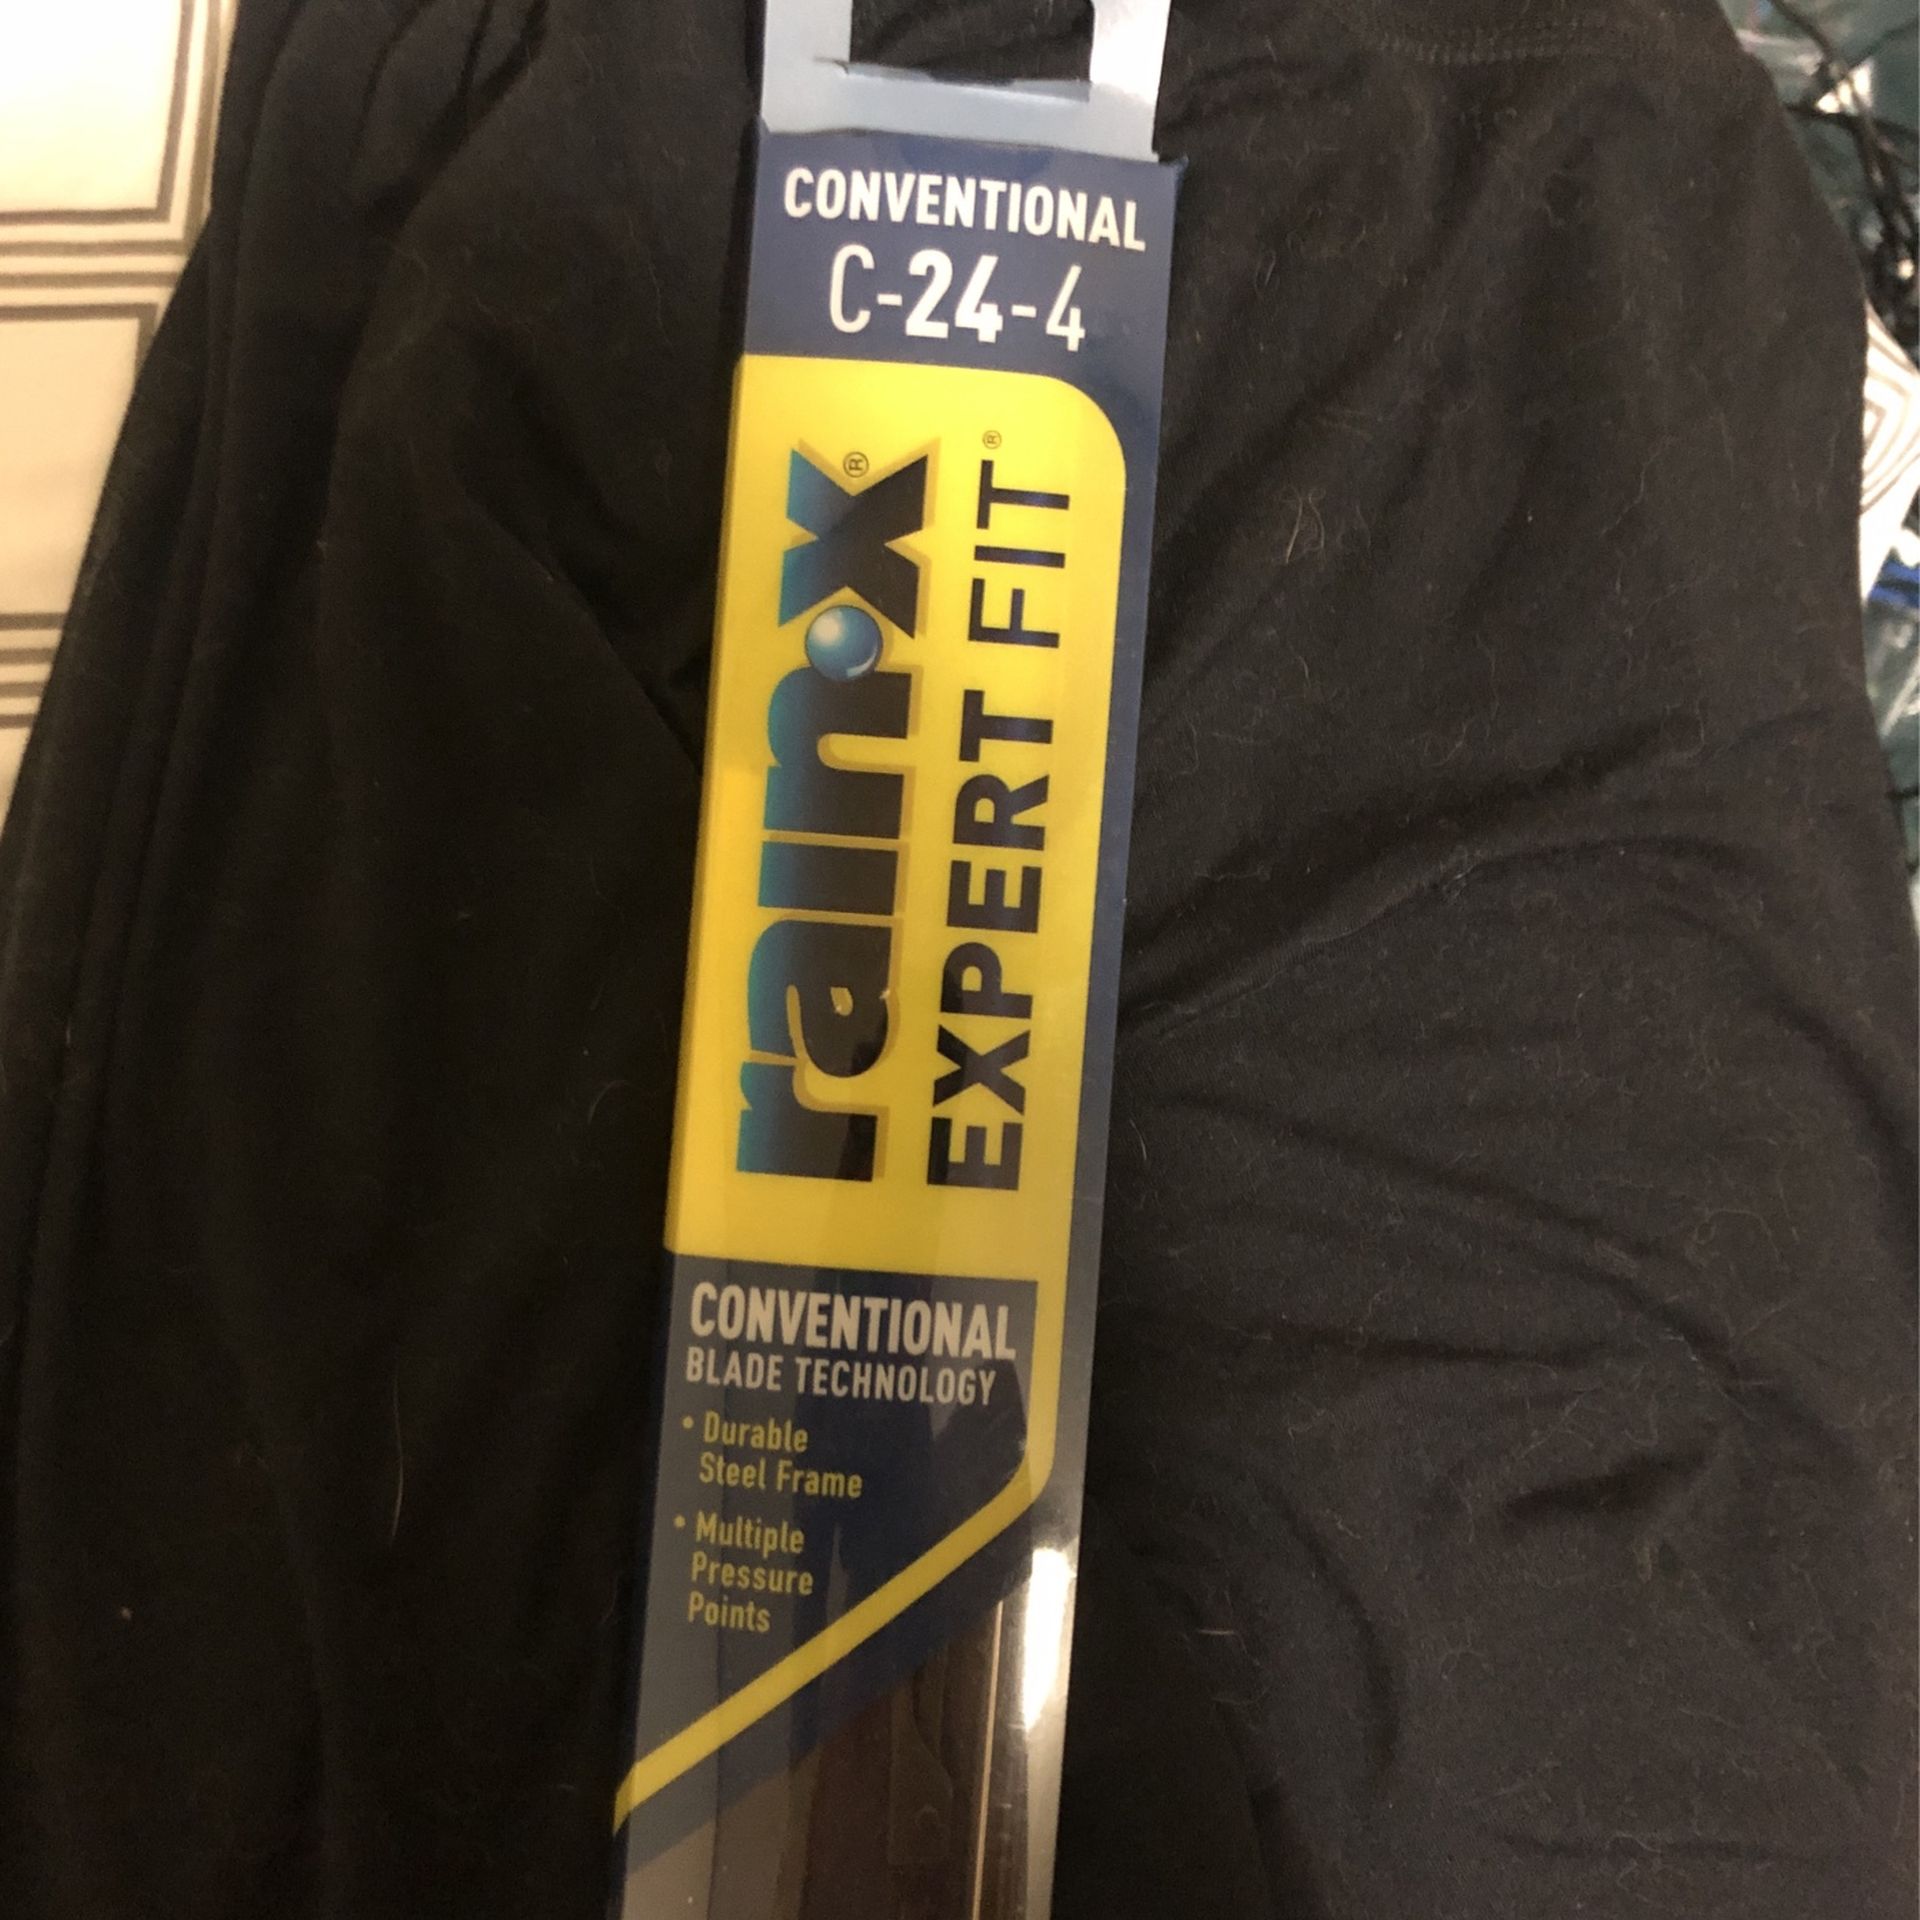 CONVENTIONAL
C-24-4
rain·x®
EXPERT FIT®
CONVENTIONAL
BLADE TECHNOLOGY
• Durable
Steel Frame
• Multiple
Pressure
Points